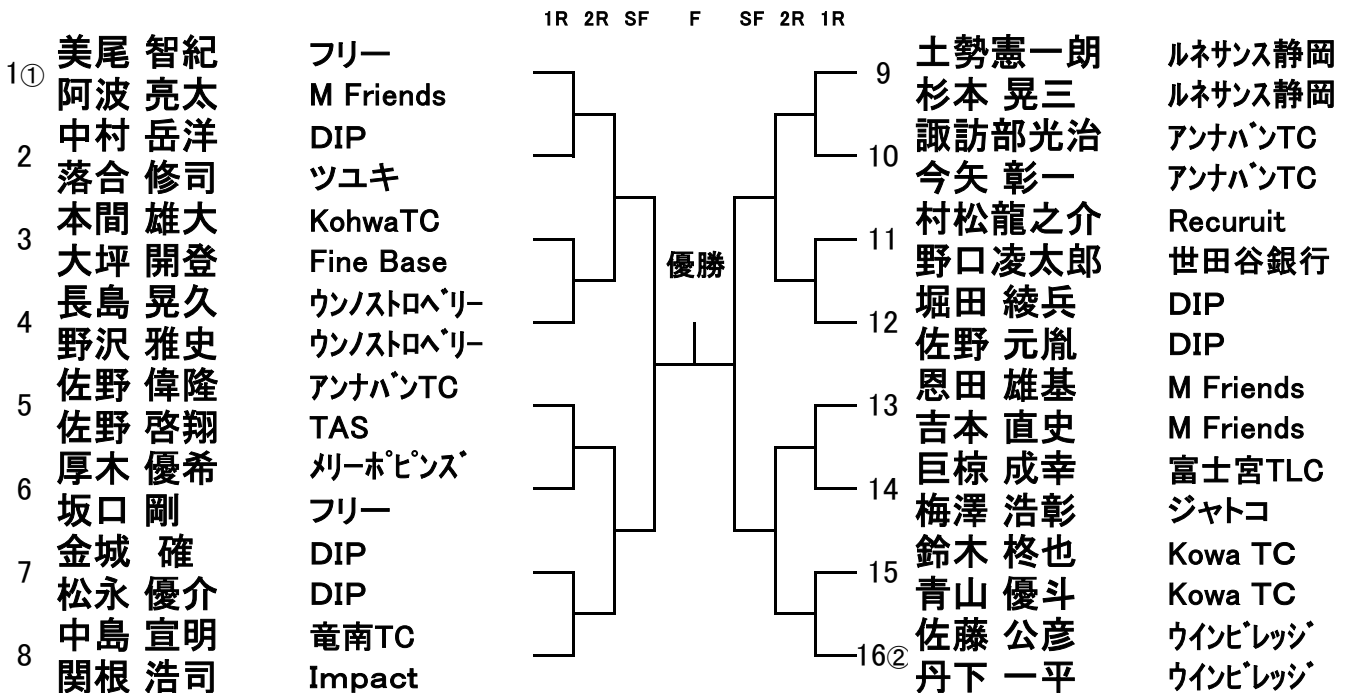 1R 2R SF F SF 2R 1R
1① 美尾 智紀 フリー
阿波 亮太 M Friends
2 中村 岳洋 DIP
落合 修司 ツユキ
3 本間 雄大 KohwaTC
大坪 開登 Fine Base
4 長島 晃久 ウンノストロベリー
野沢 雅史 ウンノストロベリー
5 佐野 偉隆 アンナバンTC
佐野 啓翔 TAS
6 厚木 優希 メリーポピンズ
坂口 剛 フリー
7 金城 確 DIP
松永 優介 DIP
8 中島 宣明 竜南TC
関根 浩司 Impact
優勝
9 土勢憲一朗 ルネサンス静岡
杉本 晃三 ルネサンス静岡
10 諏訪部光治 アンナバンTC
今矢 彰一 アンナバンTC
11 村松龍之介 Recuruit
野口凌太郎 世田谷銀行
12 堀田 綾兵 DIP
佐野 元胤 DIP
13 恩田 雄基 M Friends
吉本 直史 M Friends
14 巨椋 成幸 富士宮TLC
梅澤 浩彰 ジャトコ
15 鈴木 柊也 Kowa TC
青山 優斗 Kowa TC
16② 佐藤 公彦 ウインビレッジ
丹下 一平 ウインビレッジ